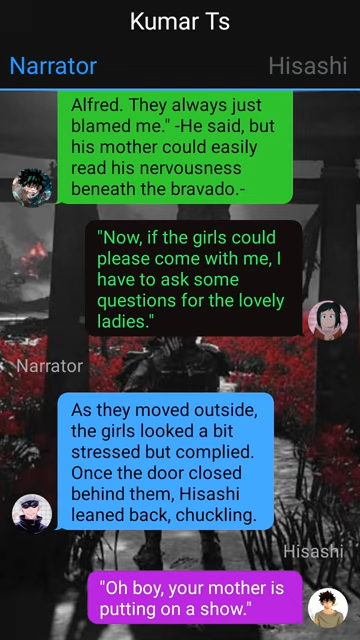 Kumar Ts
Narrator Hisashi
Alfred. They always just
blamed me." -He said, but
his mother could easily
read his nervousness
beneath the bravado.-
"Now, if the girls could
please come with me, I
have to ask some
questions for the lovely
ladies."
Narrator
As they moved outside,
the girls looked a bit
stressed but complied.
Once the door closed
behind them, Hisashi
leaned back, chuckling.
Hisashi
"Oh boy, your mother is
putting on a show."